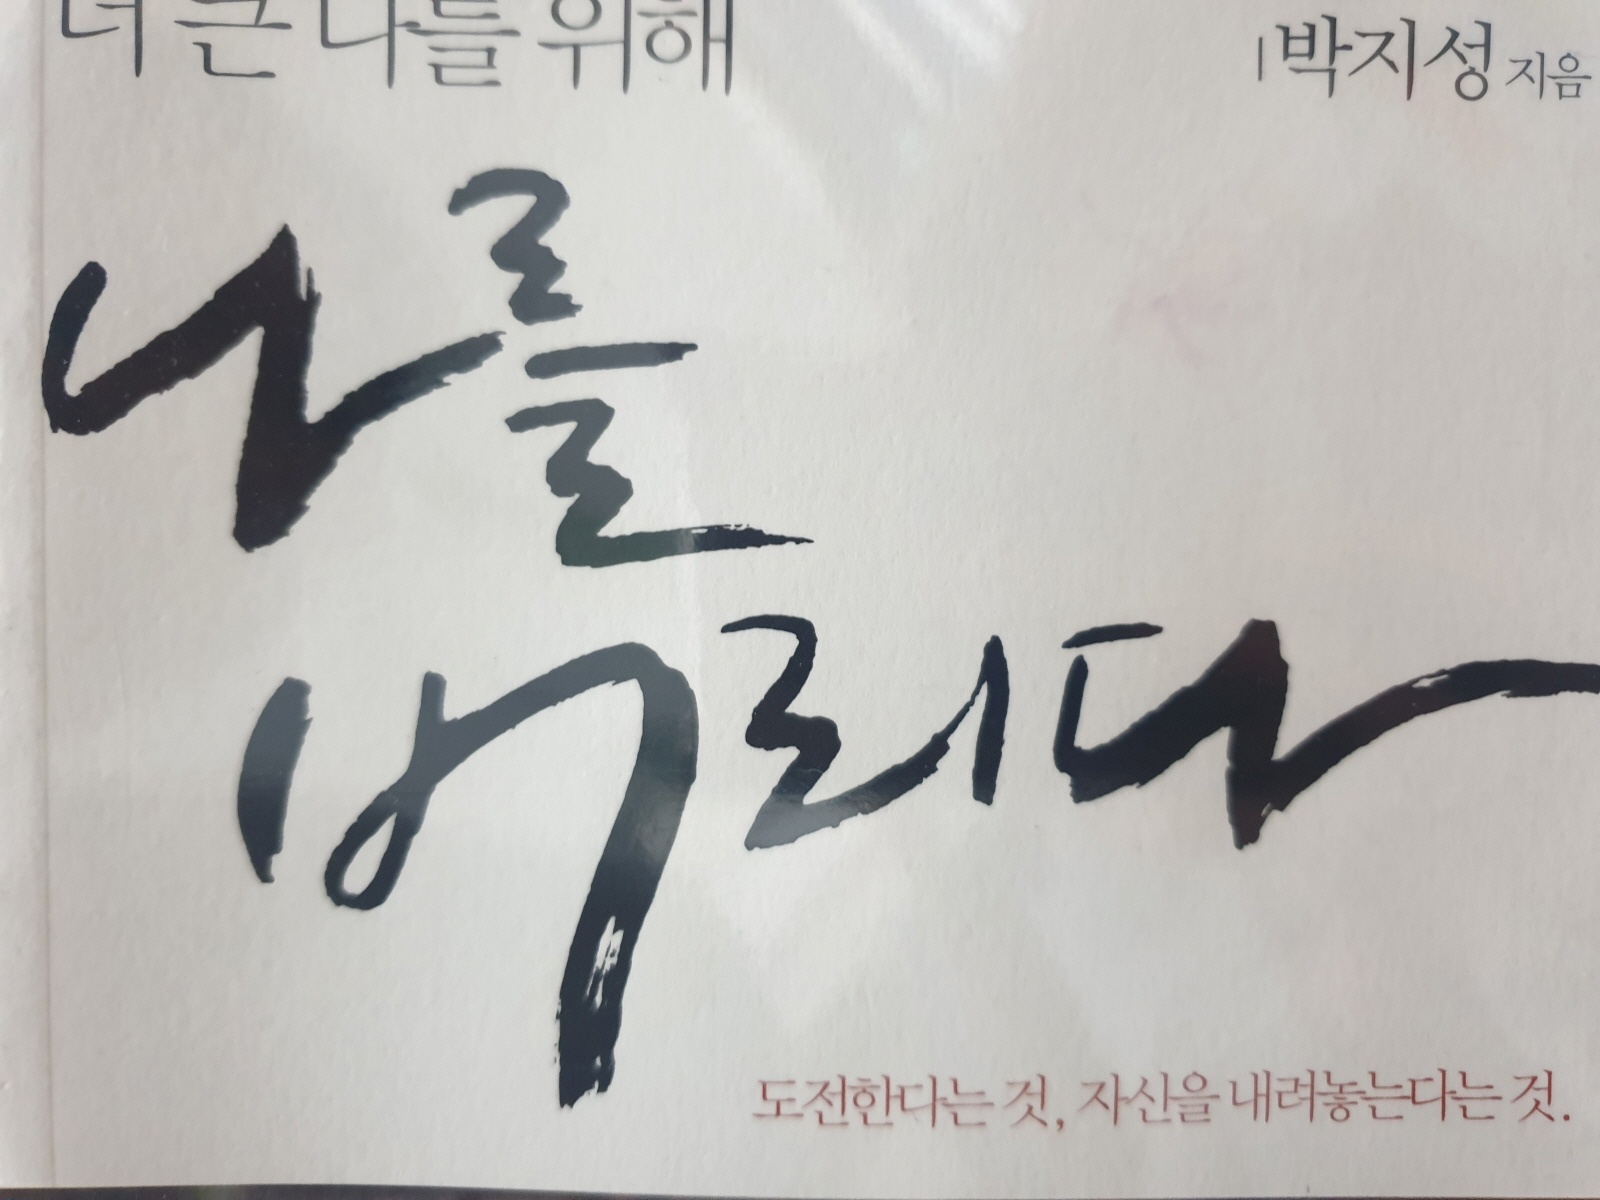 더 큰 나를 위해
| 박지성 지음
나를
버리다
도전한다는 것, 자신을 내려놓는다는 것.